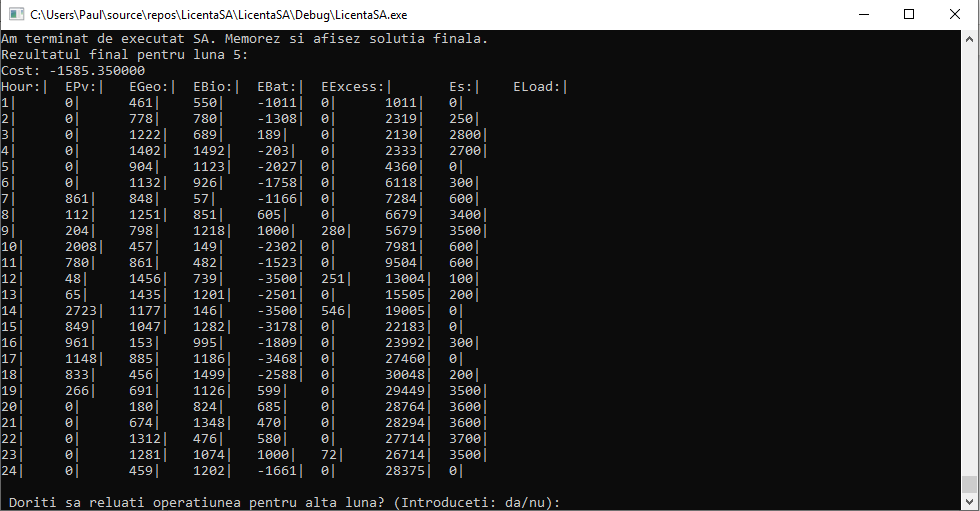 C:\Users\Paul\source\repos\LicentaSA\LicentaSA\Debug\LicentaSA.exe
Am terminat de executat SA. Memorez si afisez solutia finala.
Rezultatul final pentru luna 5:
Cost: -1585.350000
Hour:| EPv:| EGeo:| EBio:| EBat:| EExcess:| Es:| ELoad:|
1| 0| 461| 550| -1011| 0| 1011| 0|
2| 0| 778| 780| -1308| 0| 2319| 250|
3| 0| 1222| 689| 189| 0| 2130| 2800|
4| 0| 1402| 1492| -203| 0| 2333| 2700|
5| 0| 904| 1123| -2027| 0| 4360| 0|
6| 0| 1132| 926| -1758| 0| 6118| 300|
7| 861| 848| 57| -1166| 0| 7284| 600|
8| 112| 1251| 851| 605| 0| 6679| 3400|
9| 204| 798| 1218| 1000| 280| 5679| 3500|
10| 2008| 457| 149| -2302| 0| 7981| 600|
11| 780| 861| 482| -1523| 0| 9504| 600|
12| 48| 1456| 739| -3500| 251| 13004| 100|
13| 65| 1435| 1201| -2501| 0| 15505| 200|
14| 2723| 1177| 146| -3500| 546| 19005| 0|
15| 849| 1047| 1282| -3178| 0| 22183| 0|
16| 961| 153| 995| -1809| 0| 23992| 300|
17| 1148| 885| 1186| -3468| 0| 27460| 0|
18| 833| 456| 1499| -2588| 0| 30048| 200|
19| 266| 691| 1126| 599| 0| 29449| 3500|
20| 0| 180| 824| 685| 0| 28764| 3600|
21| 0| 674| 1348| 470| 0| 28294| 3600|
22| 0| 1312| 476| 580| 0| 27714| 3700|
23| 0| 1281| 1074| 1000| 72| 26714| 3500|
24| 0| 459| 1202| -1661| 0| 28375| 0|
Doriti sa reluati operatiunea pentru alta luna? (Introduceti: da/nu):